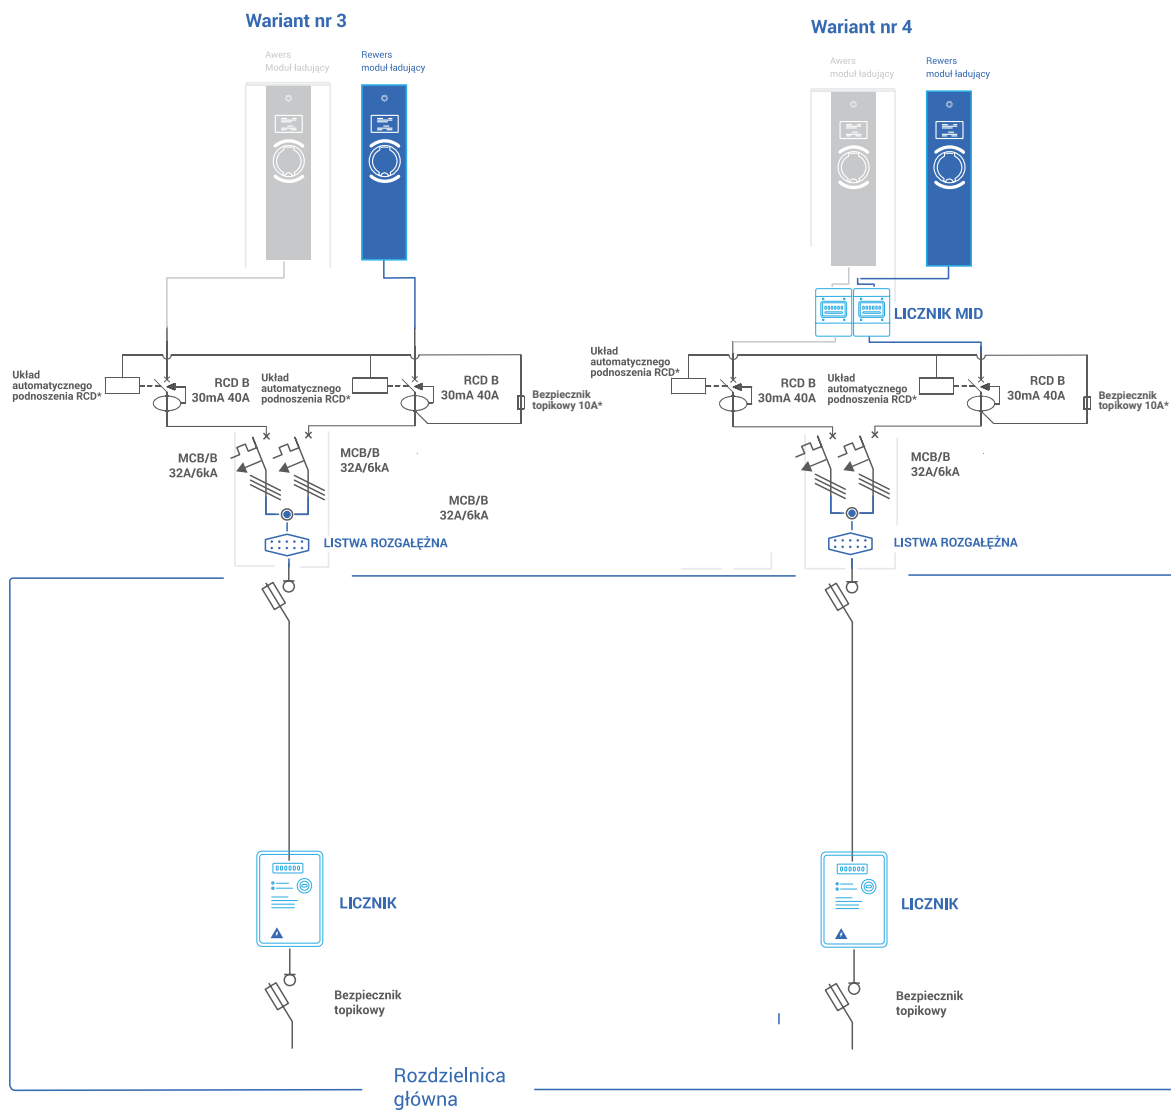 Wariant nr 3
Awers
Moduł ładujący
Rewers
moduł ładujący
Układ
automatycznego
podnoszenia RCD*
RCD B
30mA 40A
Układ
automatycznego
podnoszenia RCD*
RCD B
30mA 40A
Bezpiecznik
topikowy 10A*
MCB/B
32A/6kA
MCB/B
32A/6kA
MCB/B
32A/6kA
LISTWA ROZGAŁĘŹNA
LICZNIK
Bezpiecznik
topikowy
Wariant nr 4
Awers
moduł ładujący
Rewers
moduł ładujący
LICZNIK MID
Układ
automatycznego
podnoszenia RCD*
RCD B
30mA 40A
Układ
automatycznego
podnoszenia RCD*
RCD B
30mA 40A
Bezpiecznik
topikowy 10A*
MCB/B
32A/6kA
LISTWA ROZGAŁĘŹNA
LICZNIK
Bezpiecznik
topikowy
Rozdzielnica
główna